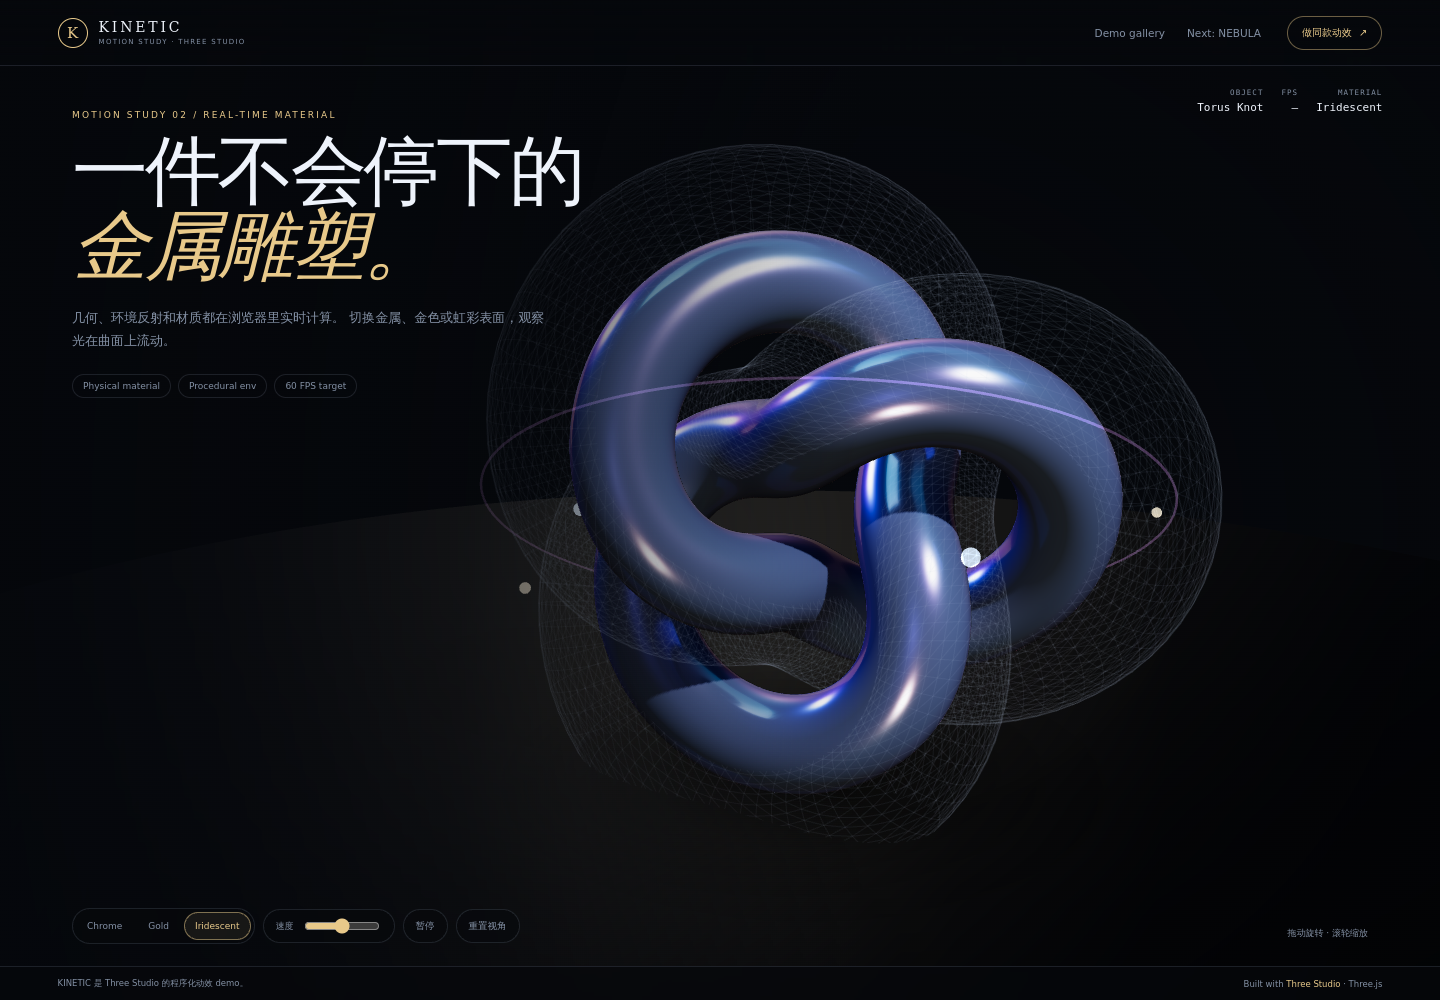 K
KINETIC
MOTION STUDY · THREE STUDIO
Demo gallery
Next: NEBULA
做同款动效 ↗
OBJECT
Torus Knot
FPS
—
MATERIAL
Iridescent
MOTION STUDY 02 / REAL-TIME MATERIAL
一件不会停下的
金属雕塑。
几何、环境反射和材质都在浏览器里实时计算。 切换金属、金色或虹彩表面，观察
光在曲面上流动。
Physical material
Procedural env
60 FPS target
Chrome
Gold
Iridescent
速度
暂停
重置视角
拖动旋转 · 滚轮缩放
KINETIC 是 Three Studio 的程序化动效 demo。
Built with Three Studio · Three.js